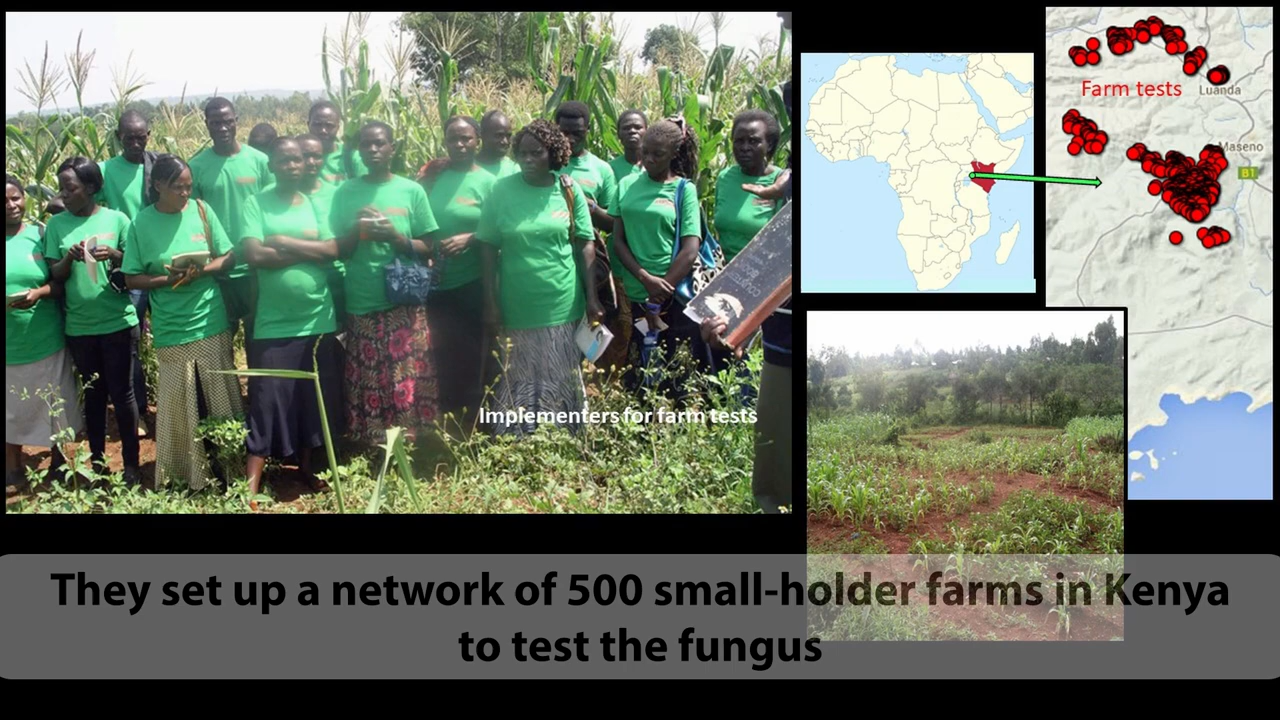 Farm tests
Luanda
Maseno
B1
Implementers for farm tests
They set up a network of 500 small-holder farms in Kenya
to test the fungus